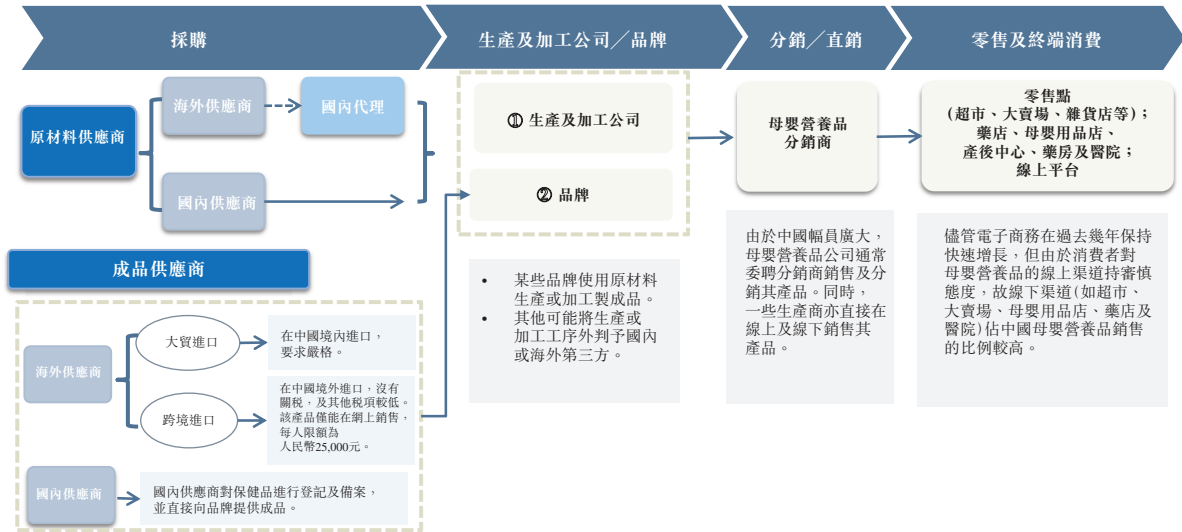 採購
生產及加工公司／品牌
分銷／直銷
零售及終端消費
原材料供應商
海外供應商
國內代理
國內供應商
① 生產及加工公司
② 品牌
母嬰營養品
分銷商
零售點
(超市、大賣場、雜貨店等)；
藥店、母嬰用品店、
產後中心、藥房及醫院；
線上平台
成品供應商
海外供應商
大貿進口
在中國境內進口，
要求嚴格。
跨境進口
在中國境外進口，沒有
關稅，及其他稅項較低。
該產品僅能在網上銷售，
每人限額為
人民幣25,000元。
國內供應商
國內供應商對保健品進行登記及備案，
並直接向品牌提供成品。
• 某些品牌使用原材料
生產或加工製成品。
• 其他可能將生產或
加工工序外判予國內
或海外第三方。
由於中國幅員廣大，
母嬰營養品公司通常
委聘分銷商銷售及分
銷其產品。同時，
一些生產商亦直接在
線上及線下銷售其
產品。
儘管電子商務在過去幾年保持
快速增長，但由於消費者對
母嬰營養品的線上渠道持審慎
態度，故線下渠道(如超市、
大賣場、母嬰用品店、藥店及
醫院)佔中國母嬰營養品銷售
的比例較高。